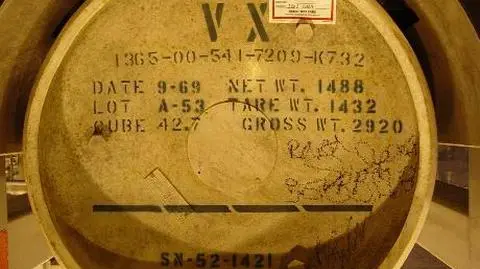 VX
1365-00-541-7209-K732
DATE 9-69 NET WT. 1488
LOT A-53 TARE WT. 1432
CUBE 42.7 GROSS WT. 2920
SN-52-1421